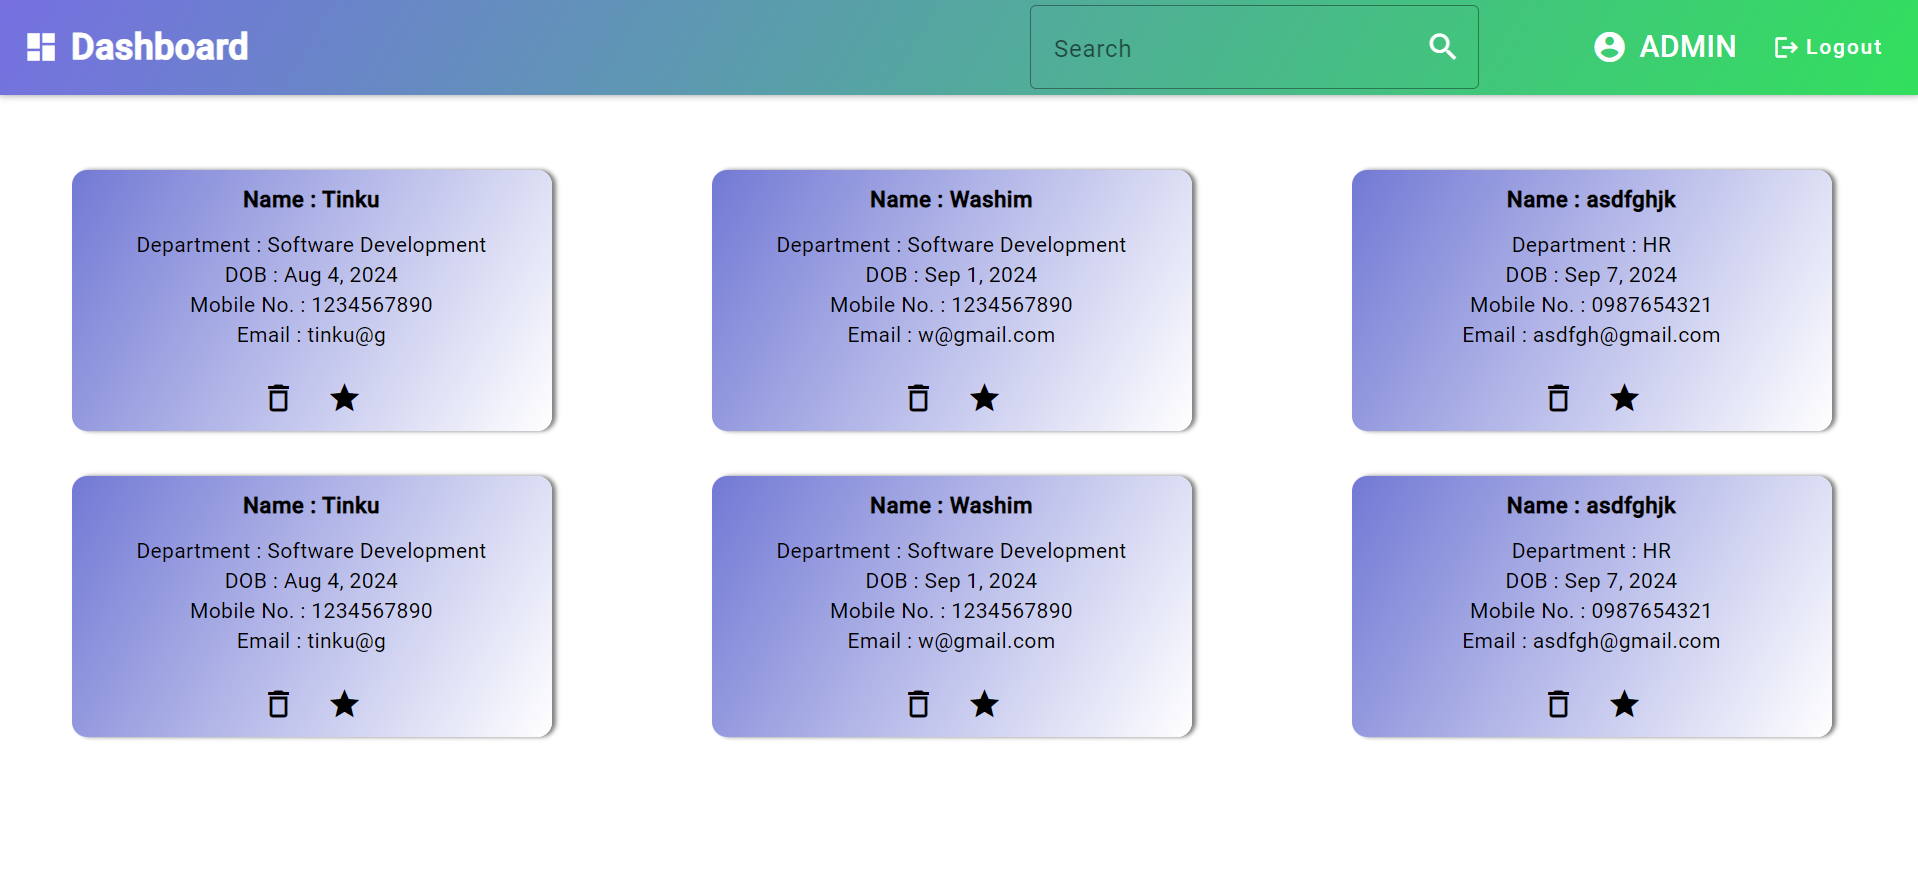 Dashboard
Search
ADMIN
Logout
Name : Tinku
Department : Software Development
DOB : Aug 4, 2024
Mobile No. : 1234567890
Email : tinku@g
Name : Washim
Department : Software Development
DOB : Sep 1, 2024
Mobile No. : 1234567890
Email : w@gmail.com
Name : asdfghjk
Department : HR
DOB : Sep 7, 2024
Mobile No. : 0987654321
Email : asdfgh@gmail.com
Name : Tinku
Department : Software Development
DOB : Aug 4, 2024
Mobile No. : 1234567890
Email : tinku@g
Name : Washim
Department : Software Development
DOB : Sep 1, 2024
Mobile No. : 1234567890
Email : w@gmail.com
Name : asdfghjk
Department : HR
DOB : Sep 7, 2024
Mobile No. : 0987654321
Email : asdfgh@gmail.com